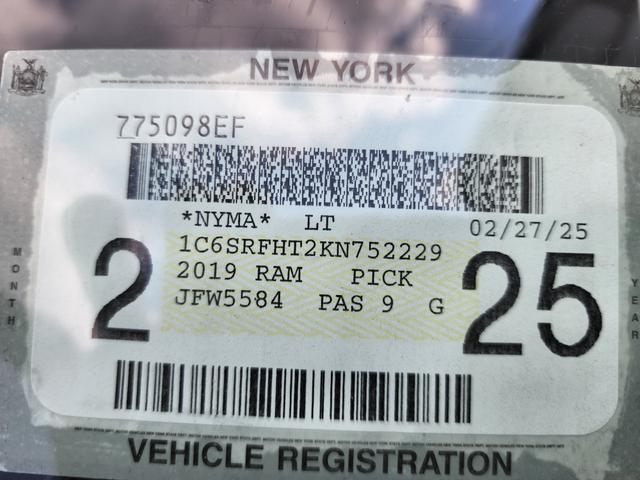 NEW YORK
775098EF
*NYMA* LT 02/27/25
1C6SRFHT2KN752229
2019 RAM PICK
JFW5584 PAS 9 G
MONTH
2
25
YEAR
VEHICLE REGISTRATION